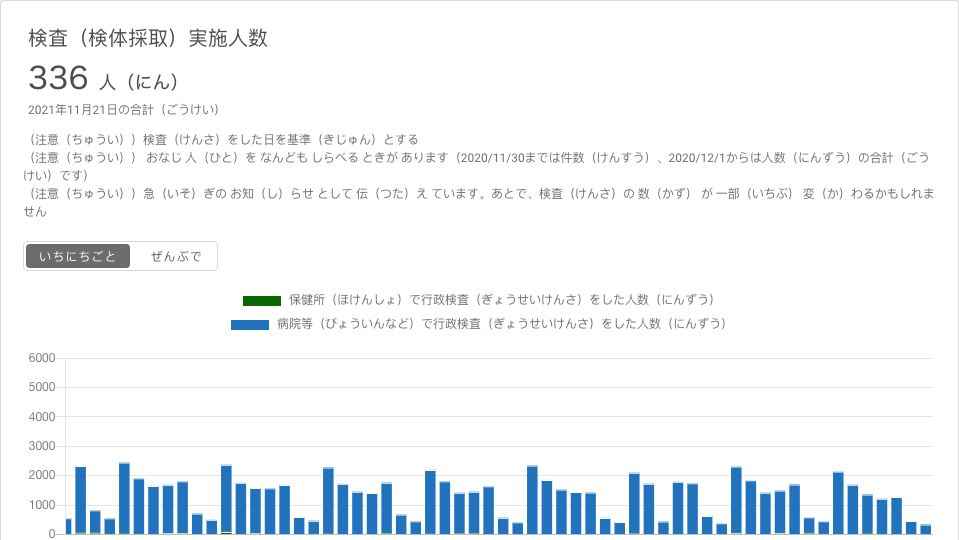 検査（検体採取）実施人数
336 人（にん）
2021年11月21日の合計（ごうけい）
（注意（ちゅうい））検査（けんさ）をした日を基準（きじゅん）とする
（注意（ちゅうい）） おなじ 人（ひと）を なんども しらべる ときが あります（2020/11/30までは件数（けんすう）、2020/12/1からは人数（にんずう）の合計（ごう
けい）です）
（注意（ちゅうい））急（いそ）ぎの お知（し）らせ として 伝（つた）え ています。あとで、検査（けんさ）の 数（かず） が 一部（いちぶ） 変（か）わるかもしれま
せん
いちにちごと ぜんぶで
保健所（ほけんしょ）で行政検査（ぎょうせいけんさ）をした人数（にんずう）
病院等（びょういんなど）で行政検査（ぎょうせいけんさ）をした人数（にんずう）
6000
5000
4000
3000
2000
1000
0